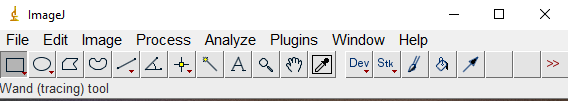 ImageJ
File Edit Image Process Analyze Plugins Window Help
A Dev Stk >>
Wand (tracing) tool